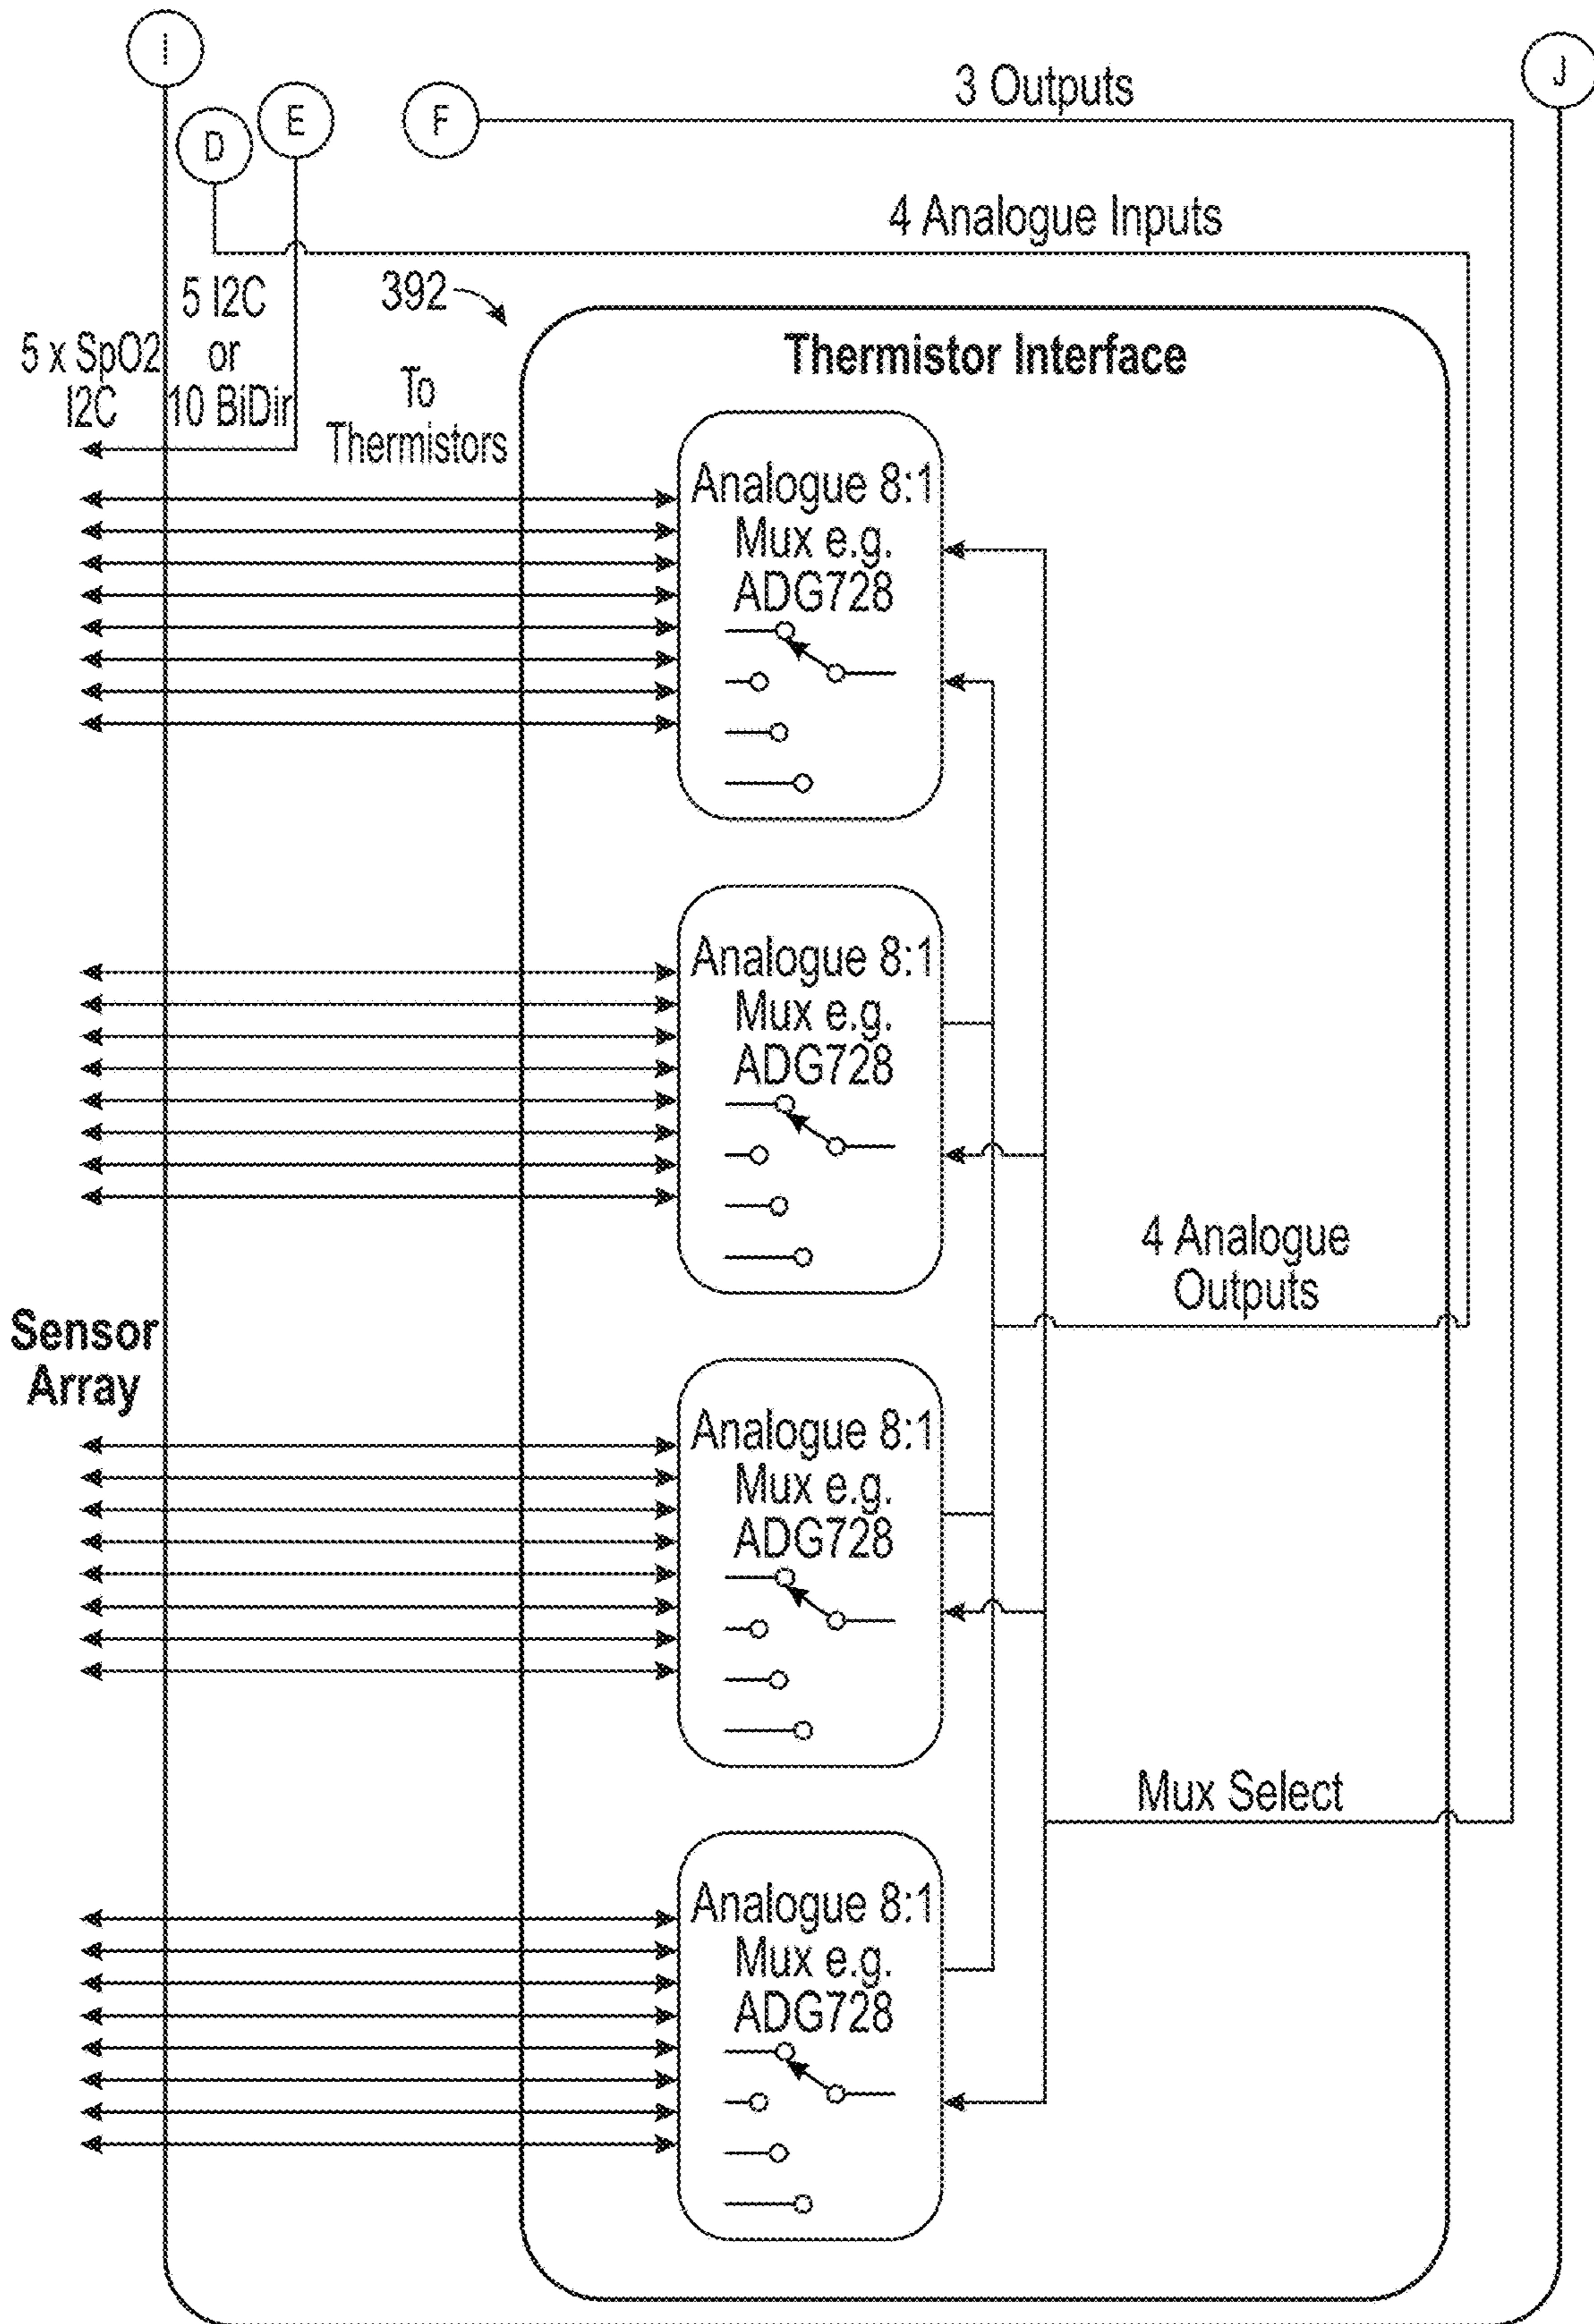 I
D
E
F
3 Outputs
J
4 Analogue Inputs
5 I2C
or
10 BiDir
5 x SpO2
I2C
392
To
Thermistors
Thermistor Interface
Analogue 8:1
Mux e.g.
ADG728
Analogue 8:1
Mux e.g.
ADG728
4 Analogue
Outputs
Sensor
Array
Analogue 8:1
Mux e.g.
ADG728
Mux Select
Analogue 8:1
Mux e.g.
ADG728